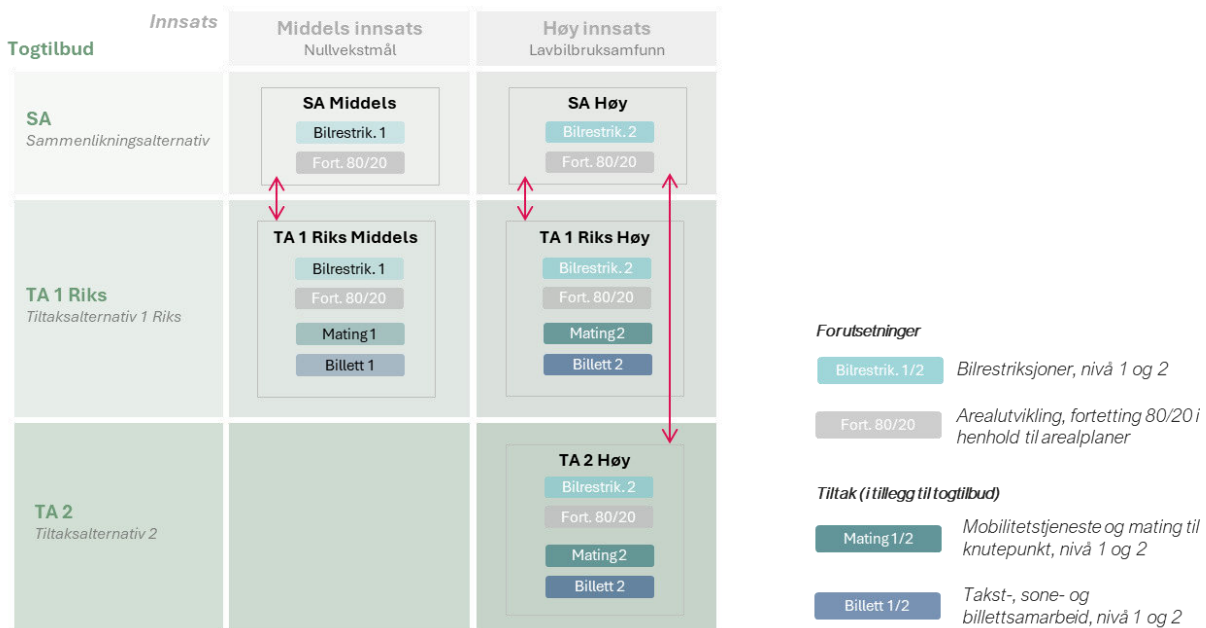 Innsats
Togtilbud
Middels innsats
Nullvekstmål
Høy innsats
Lavbilbruksamfunn
SA
Sammenlikningsalternativ
SA Middels
Bilrestrik. 1
Fort. 80/20
SA Høy
Bilrestrik. 2
Fort. 80/20
TA 1 Riks
Tiltaksalternativ 1 Riks
TA 1 Riks Middels
Bilrestrik. 1
Fort. 80/20
Mating 1
Billett 1
TA 1 Riks Høy
Bilrestrik. 2
Fort. 80/20
Mating 2
Billett 2
TA 2
Tiltaksalternativ 2
TA 2 Høy
Bilrestrik. 2
Fort. 80/20
Mating 2
Billett 2
Forutsetninger
Bilrestrik. 1/2
Bilrestriksjoner, nivå 1 og 2
Fort. 80/20
Arealutvikling, fortetting 80/20 i
henhold til arealplaner
Tiltak (i tillegg til togtilbud)
Mating 1/2
Mobilitetstjeneste og mating til
knutepunkt, nivå 1 og 2
Billett 1/2
Takst-, sone- og
billettsamarbeid, nivå 1 og 2